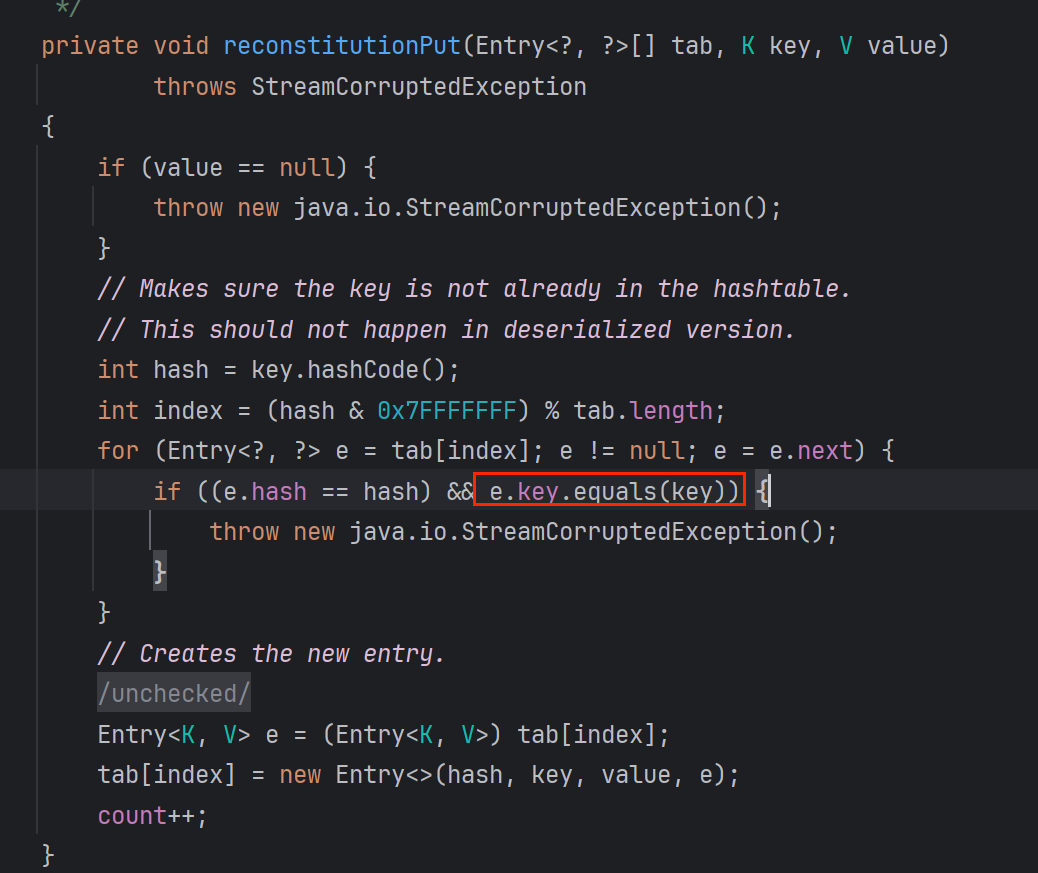 */
private void reconstitutionPut(Entry<?, ?>[] tab, K key, V value)
throws StreamCorruptedException
{
if (value == null) {
throw new java.io.StreamCorruptedException();
}
// Makes sure the key is not already in the hashtable.
// This should not happen in deserialized version.
int hash = key.hashCode();
int index = (hash & 0x7FFFFFFF) % tab.length;
for (Entry<?, ?> e = tab[index]; e != null; e = e.next) {
if ((e.hash == hash) && e.key.equals(key)) {
throw new java.io.StreamCorruptedException();
}
}
// Creates the new entry.
/unchecked/
Entry<K, V> e = (Entry<K, V>) tab[index];
tab[index] = new Entry<>(hash, key, value, e);
count++;
}